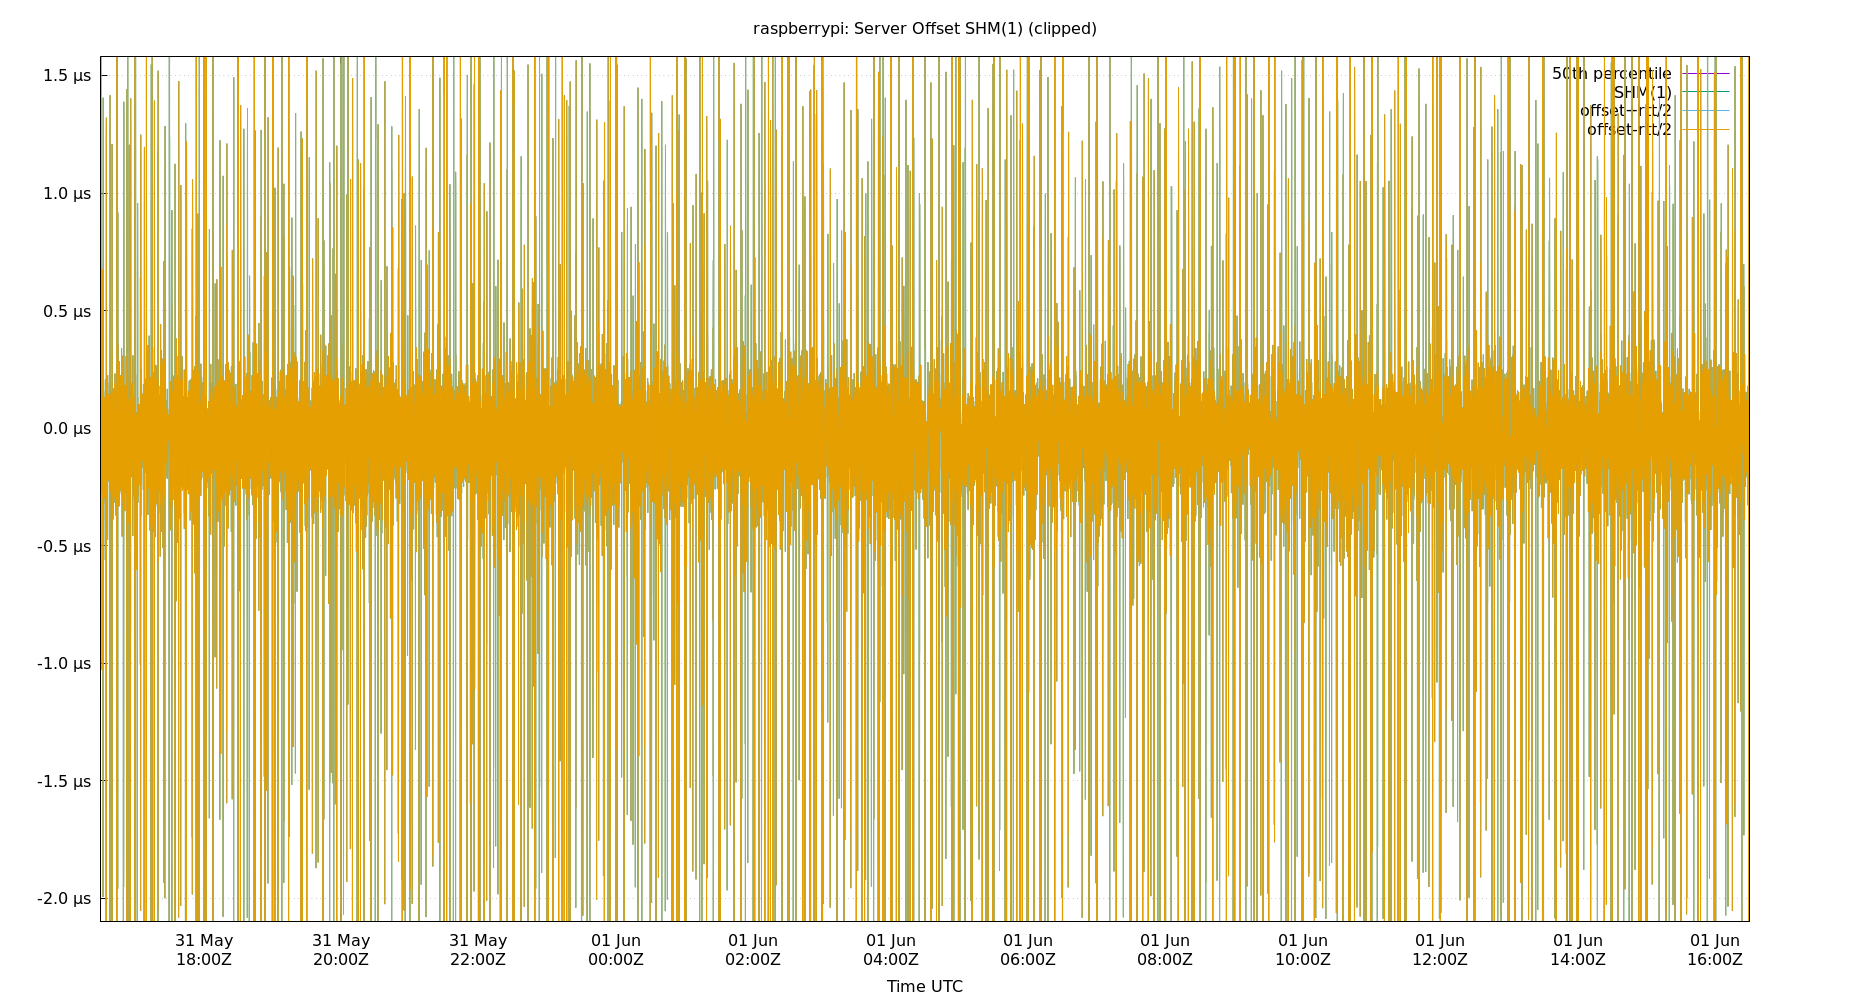 raspberrypi: Server Offset SHM(1) (clipped)
1.5 µs
1.0 µs
0.5 µs
0.0 µs
-0.5 µs
-1.0 µs
-1.5 µs
-2.0 µs
50th percentile
SHM(1)
offset+rtt/2
offset-rtt/2
31 May 31 May 31 May 01 Jun 01 Jun 01 Jun 01 Jun 01 Jun 01 Jun 01 Jun 01 Jun 01 Jun
18:00Z 20:00Z 22:00Z 00:00Z 02:00Z 04:00Z 06:00Z 08:00Z 10:00Z 12:00Z 14:00Z 16:00Z
Time UTC